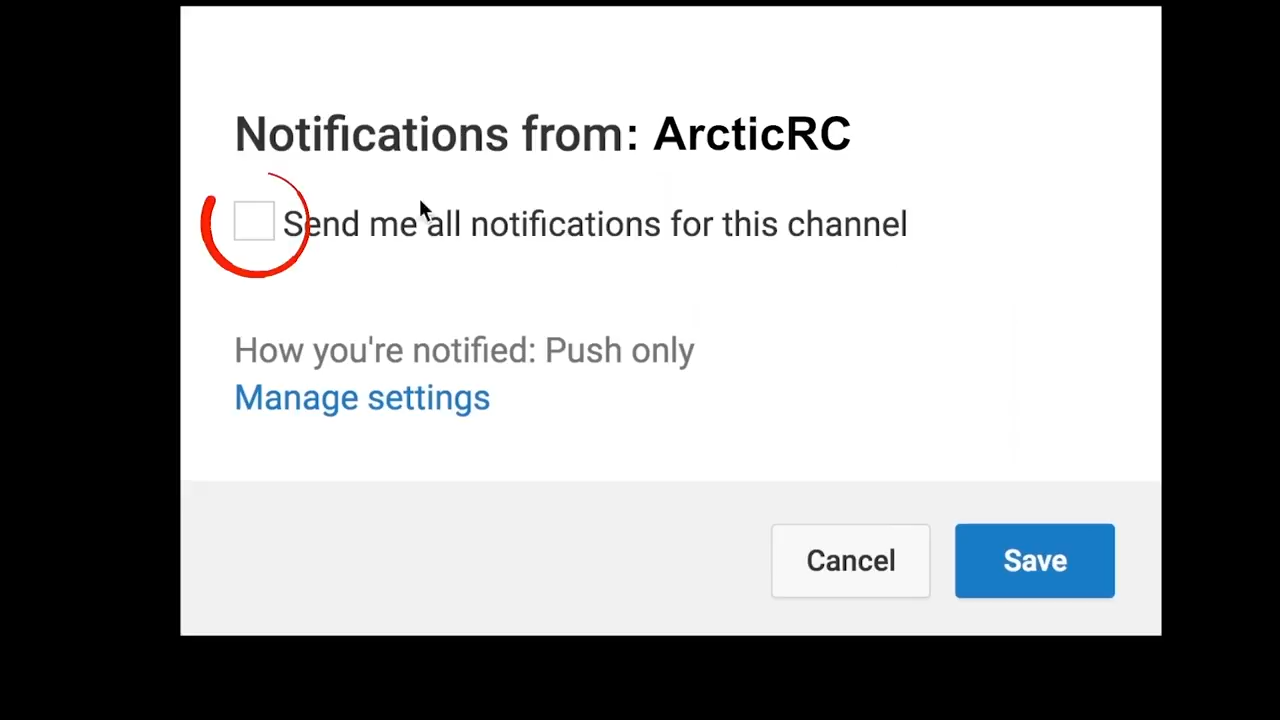 Notifications from: ArcticRC
Send me all notifications for this channel
How you're notified: Push only
Manage settings
Cancel Save